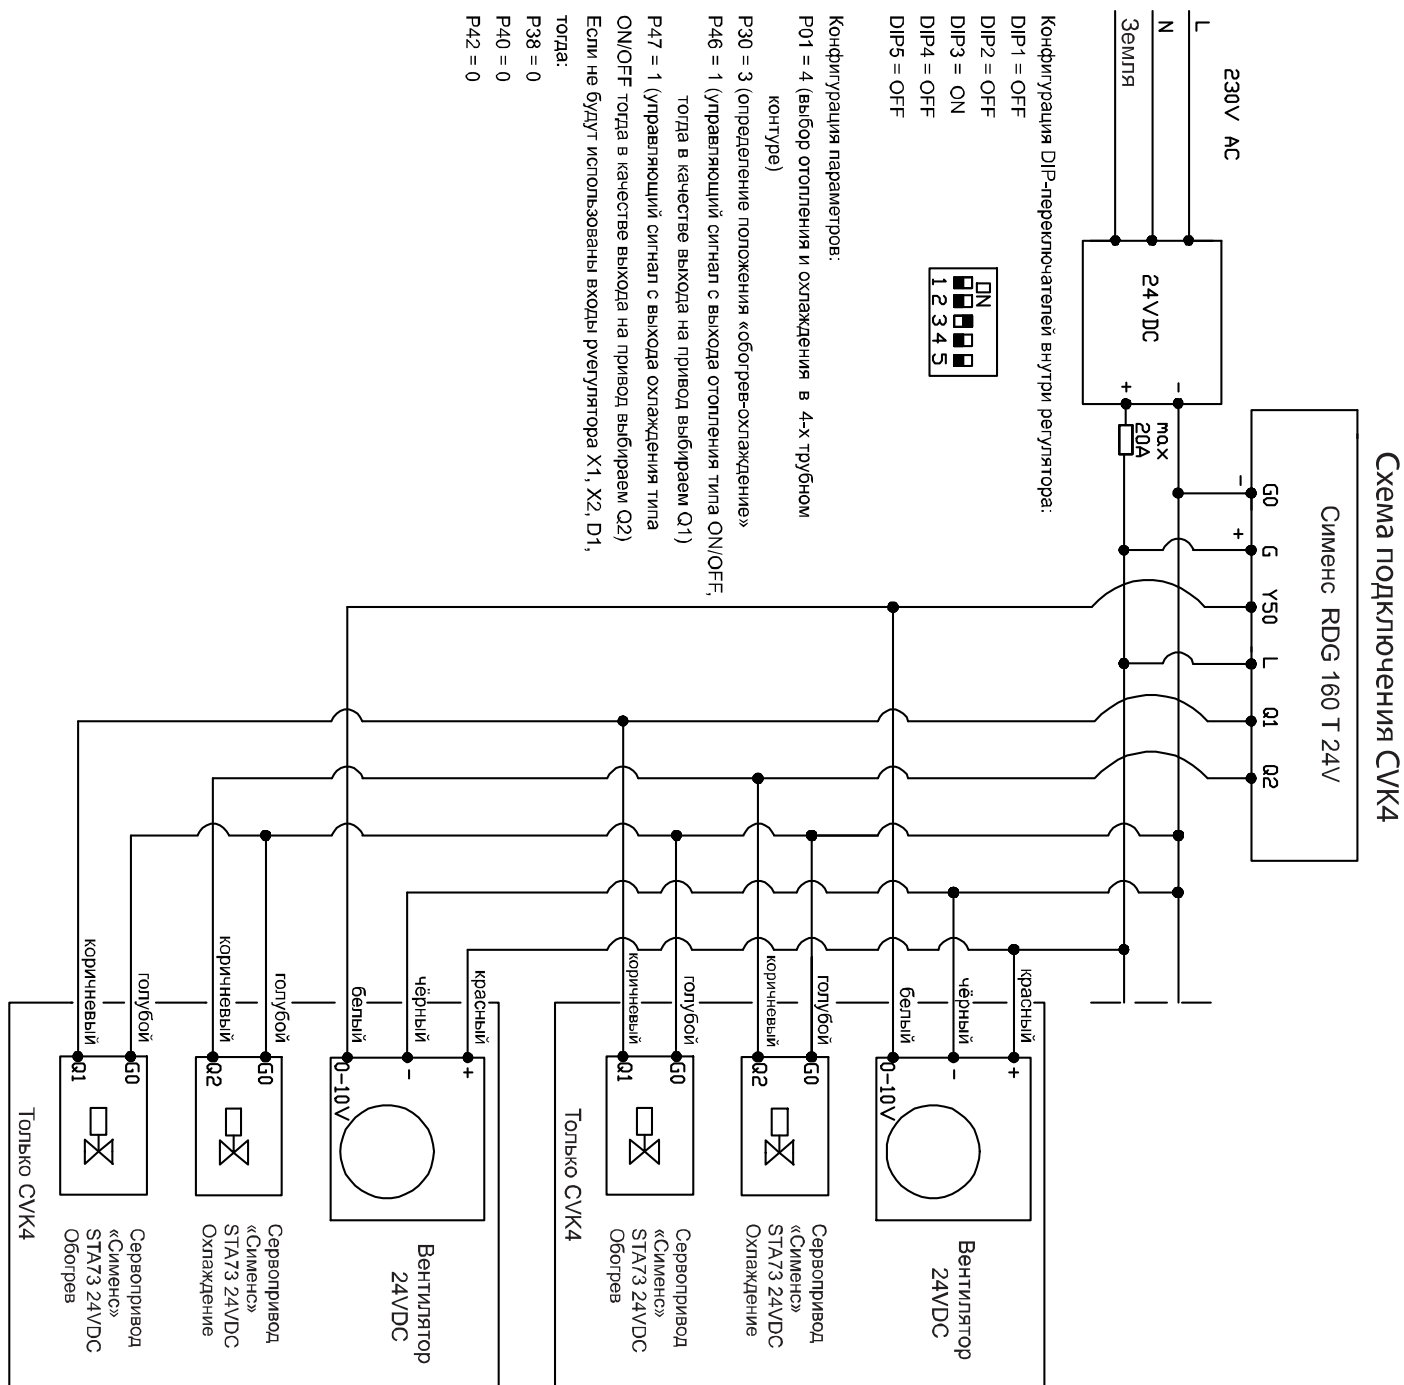 Схема подключения CVK4
Сименс RDG 160 T 24V
G0
G
Y50
L
Q1
Q2
-
+
230V AC
L
N
Земля
24VDC
-
+
max
20A
Конфигурация DIP-переключателей внутри регулятора:
DIP1 = OFF
DIP2 = OFF
DIP3 = ON
DIP4 = OFF
DIP5 = OFF
ON
1 2 3 4 5
Конфигурация параметров:
P01 = 4 (выбор отопления и охлаждения в 4-х трубном
контуре)
P30 = 3 (определение положения «обогрев-охлаждение»
P46 = 1 (управляющий сигнал с выхода отопления типа ON/OFF,
тогда в качестве выхода на привод выбираем Q1)
P47 = 1 (управляющий сигнал с выхода охлаждения типа
ON/OFF тогда в качестве выхода на привод выбираем Q2)
Если не будут использованы входы рverулятора X1, X2, D1,
тогда:
P38 = 0
P40 = 0
P42 = 0
красный
чёрный
белый
голубой
коричневый
голубой
коричневый
+
-
0-10V
G0
Q2
G0
Q1
Вентилятор
24VDC
Сервопривод
«Сименс»
STA73 24VDC
Охлаждение
Сервопривод
«Сименс»
STA73 24VDC
Обогрев
Только CVK4
красный
чёрный
белый
голубой
коричневый
голубой
коричневый
+
-
0-10V
G0
Q2
G0
Q1
Вентилятор
24VDC
Сервопривод
«Сименс»
STA73 24VDC
Охлаждение
Сервопривод
«Сименс»
STA73 24VDC
Обогрев
Только CVK4